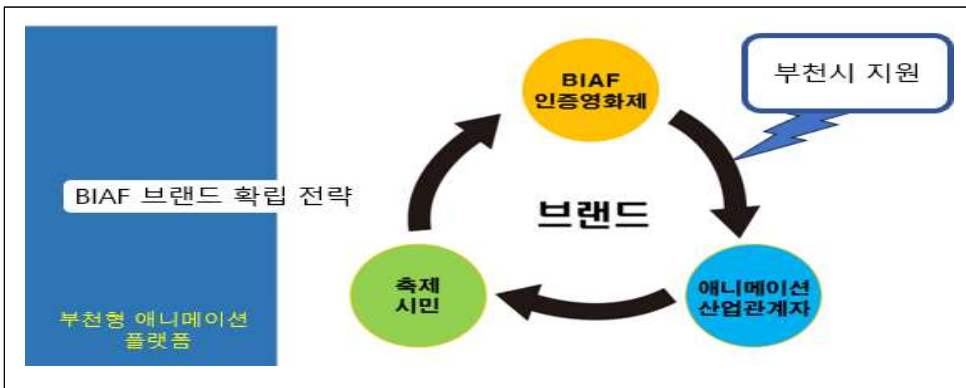 BIAF
인증영화제
부천시 지원
BIAF 브랜드 확립 전략
브랜드
축제
시민
애니메이션
산업관계자
부천형 애니메이션
플랫폼